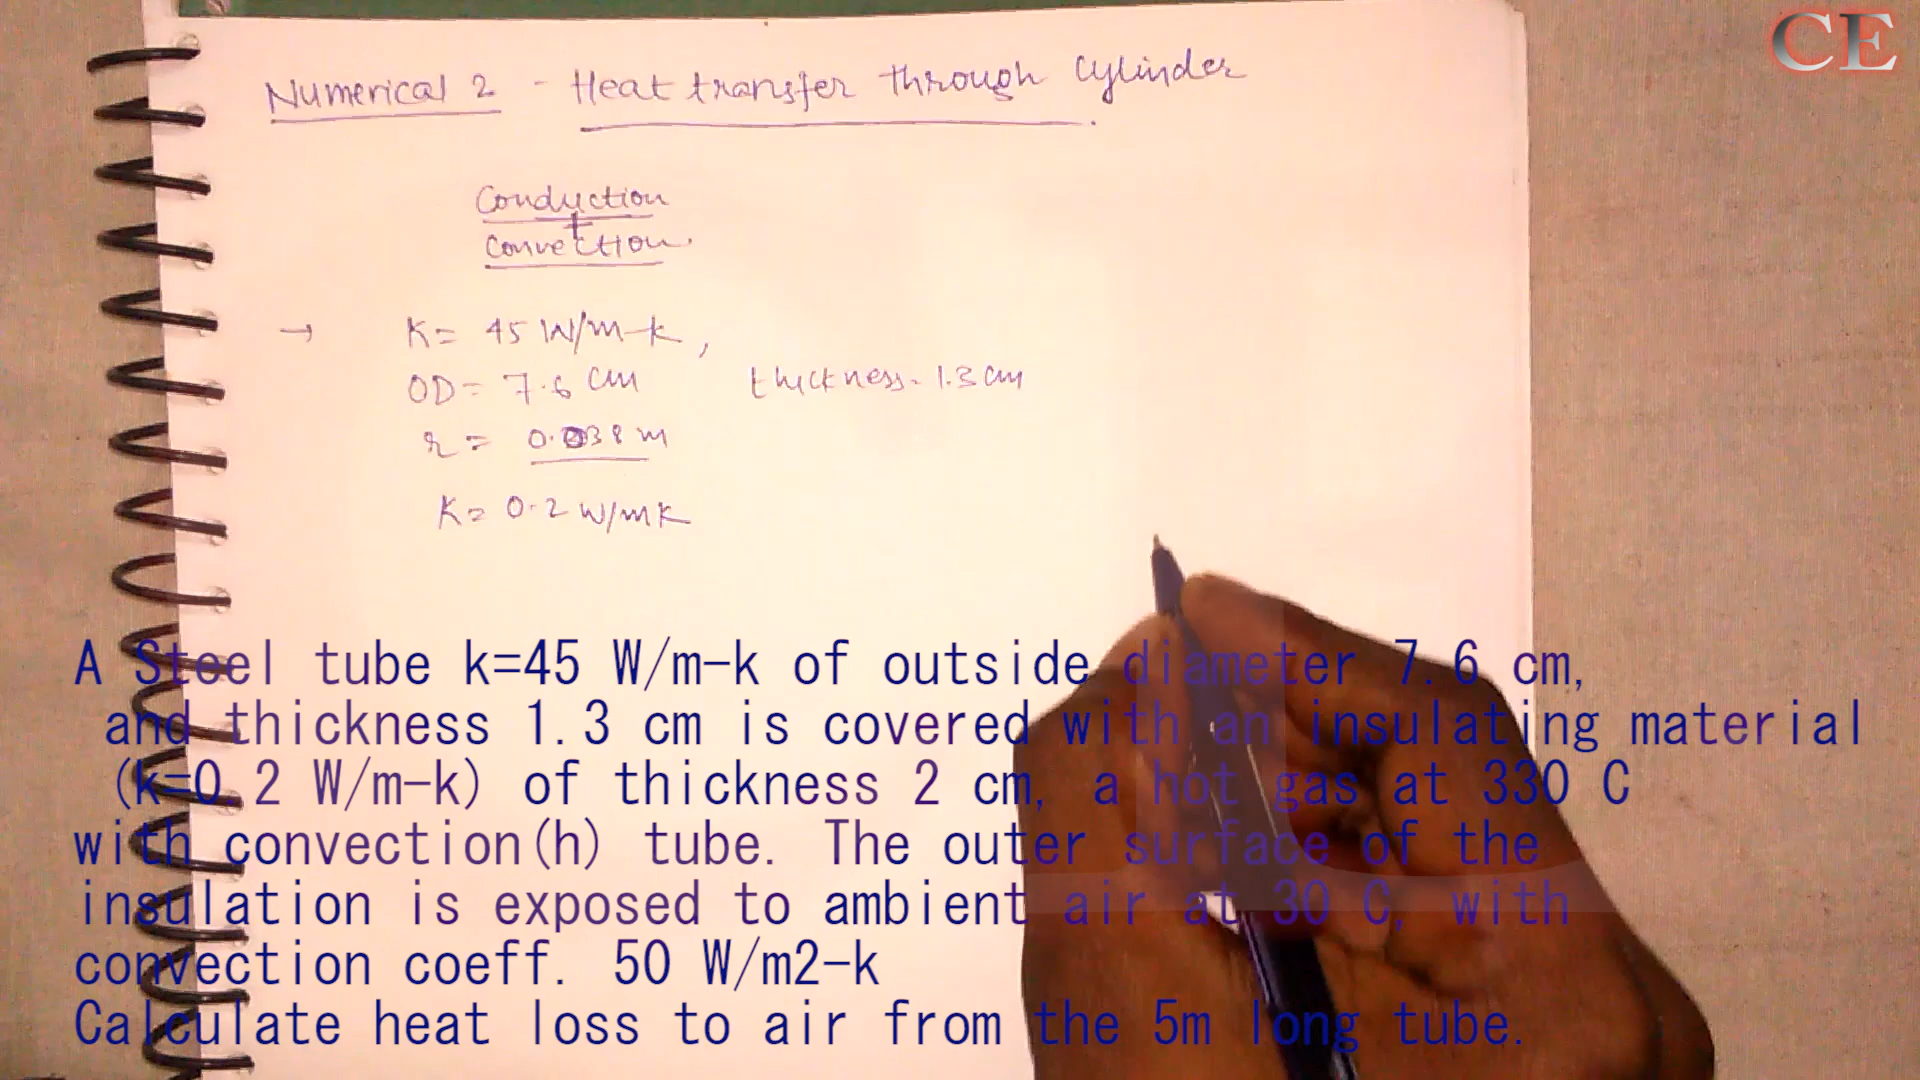 CE
Numerical 2 - Heat transfer through Cylinder
Conduction
+
Convection
→ K= 45 W/m-k,
OD= 7.6 cm thickness= 1.3 cm
r= 0.038 m
K= 0.2 W/mK
A Steel tube k=45 W/m-k of outside diameter 7.6 cm,
and thickness 1.3 cm is covered with an insulating material
(k=0.2 W/m-k) of thickness 2 cm, a hot gas at 330 C
with convection(h) tube. The outer surface of the
insulation is exposed to ambient air at 30 C, with
convection coeff. 50 W/m2-k
Calculate heat loss to air from the 5m long tube.